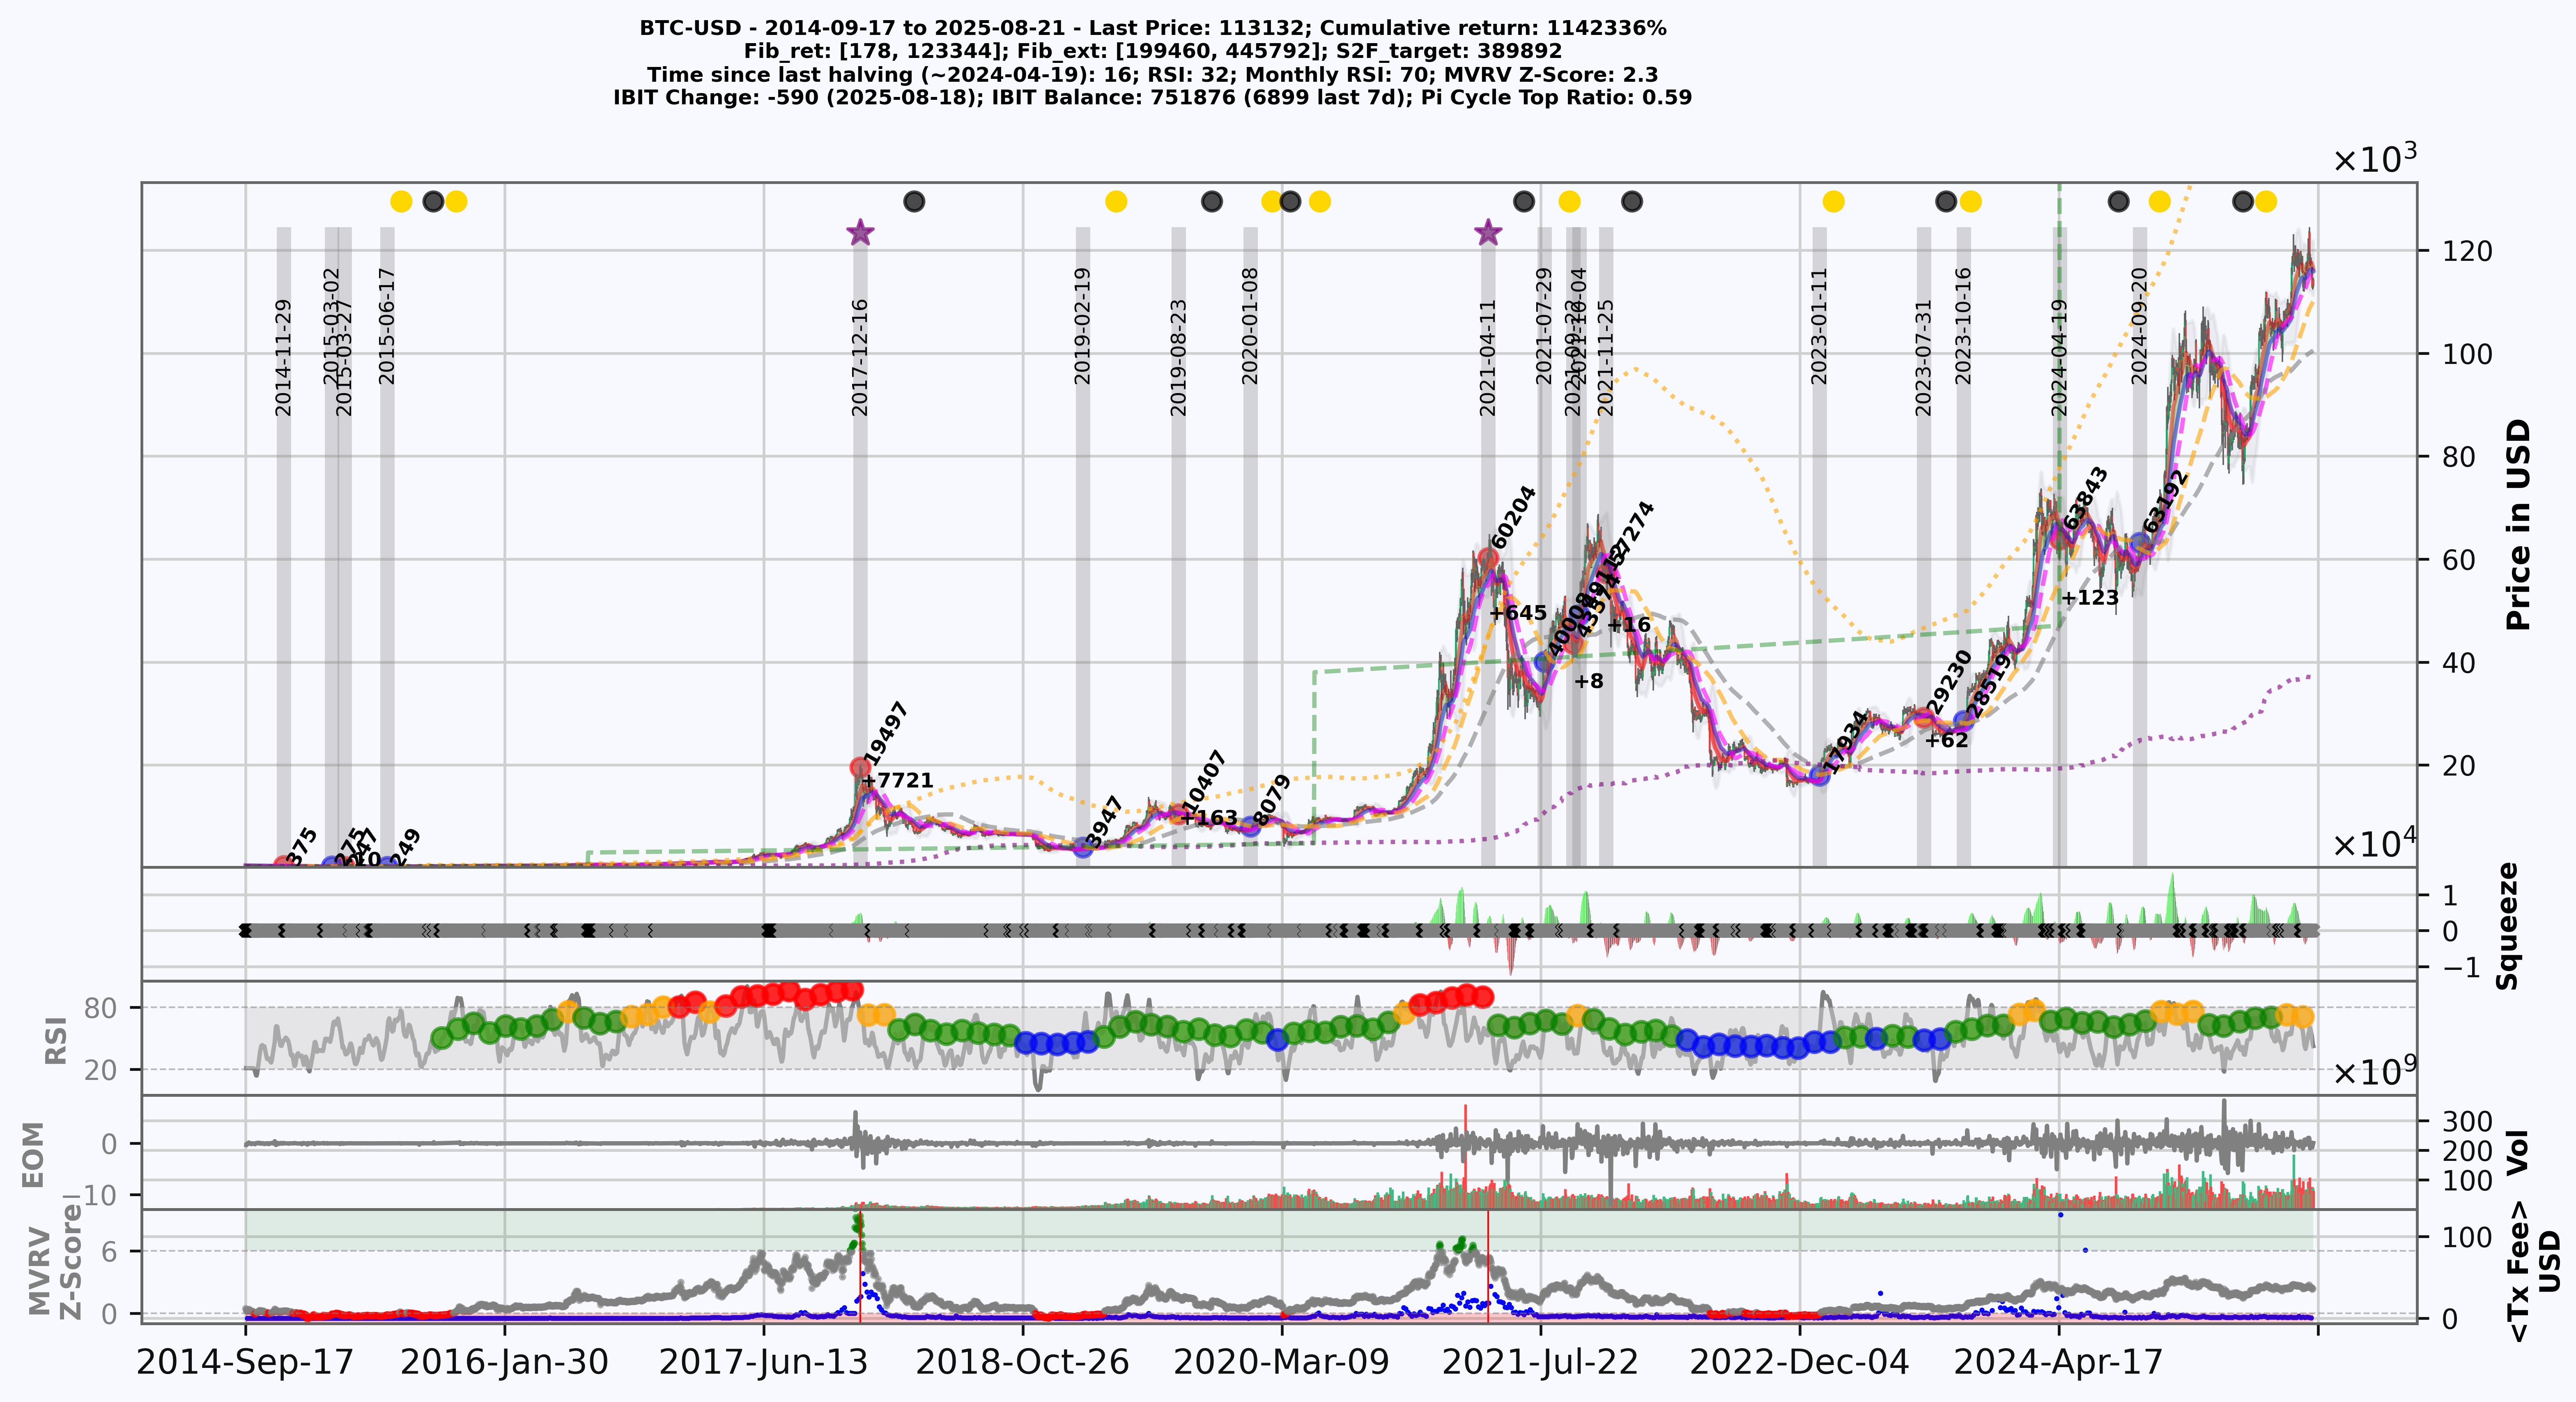 BTC-USD - 2014-09-17 to 2025-08-21 - Last Price: 113132; Cumulative return: 1142336%
Fib_ret: [178, 123344]; Fib_ext: [199460, 445792]; S2F_target: 389892
Time since last halving (~2024-04-19): 16; RSI: 32; Monthly RSI: 70; MVRV Z-Score: 2.3
IBIT Change: -590 (2025-08-18); IBIT Balance: 751876 (6899 last 7d); Pi Cycle Top Ratio: 0.59
×10³
2014-11-29
2015-03-02
2015-03-27
2015-06-17
2017-12-16
2019-02-19
2019-08-23
2020-01-08
2021-04-11
2021-07-29
2021-10-04
2021-11-25
2023-01-11
2023-07-31
2023-10-16
2024-04-19
2024-09-20
120
100
80
60
40
20
Price in USD
375
275
249
19497
+7721
3947
10407
+163
8079
60204
+645
40008
+8
57274
+16
17934
29230
+62
28519
63843
+123
63192
×10⁴
1
0
−1
Squeeze
80
20
RSI
×10⁹
0
EOM
300
200
100
Vol
10
6
0
MVRV
Z-Score
100
0
<Tx Fee>
USD
2014-Sep-17
2016-Jan-30
2017-Jun-13
2018-Oct-26
2020-Mar-09
2021-Jul-22
2022-Dec-04
2024-Apr-17